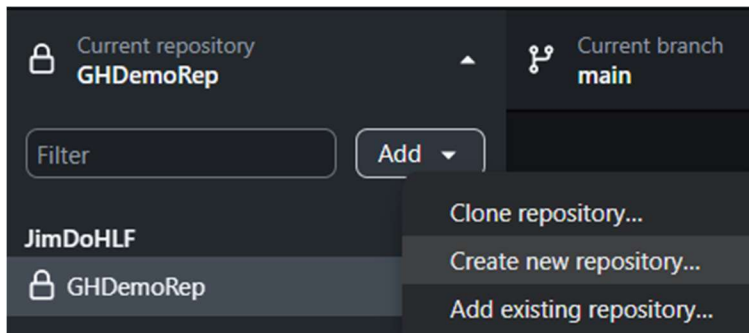 Current repository
GHDemoRep
Current branch
main
Filter
Add
Clone repository...
JimDoHLF
Create new repository...
GHDemoRep
Add existing repository...